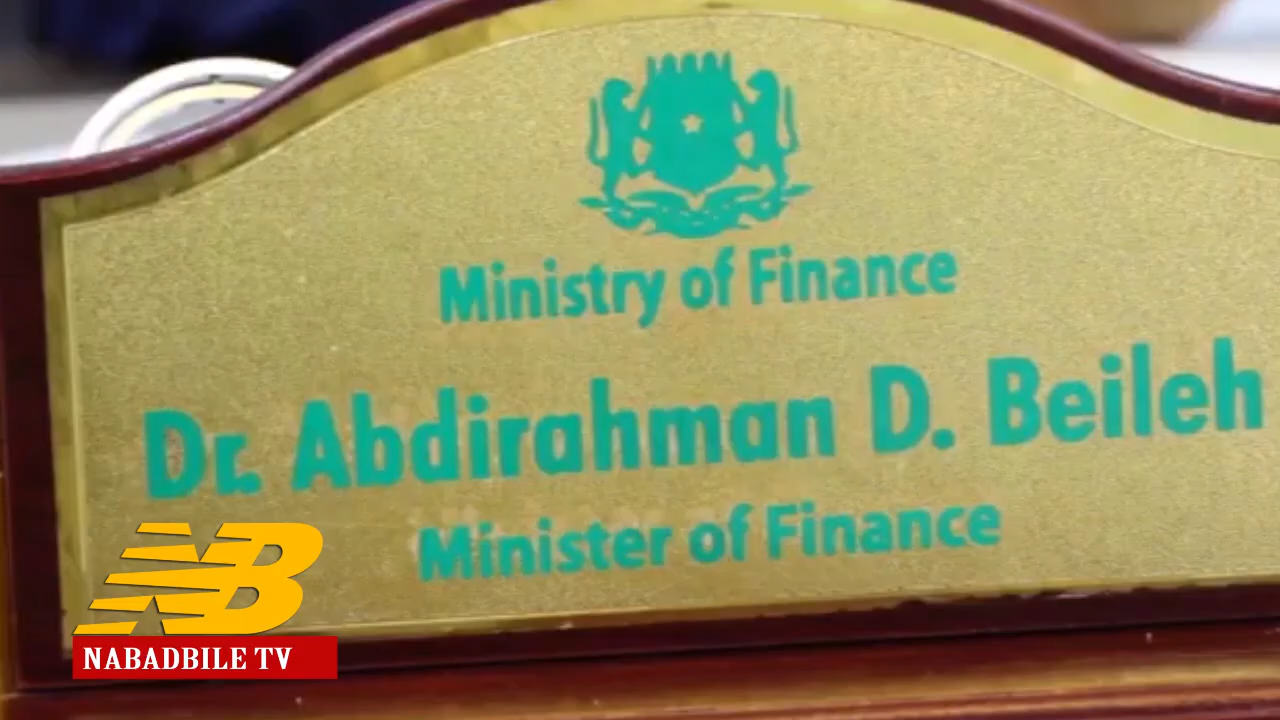 Ministry of Finance
Dr. Abdirahman D. Beileh
Minister of Finance
NB
NABADBILE TV